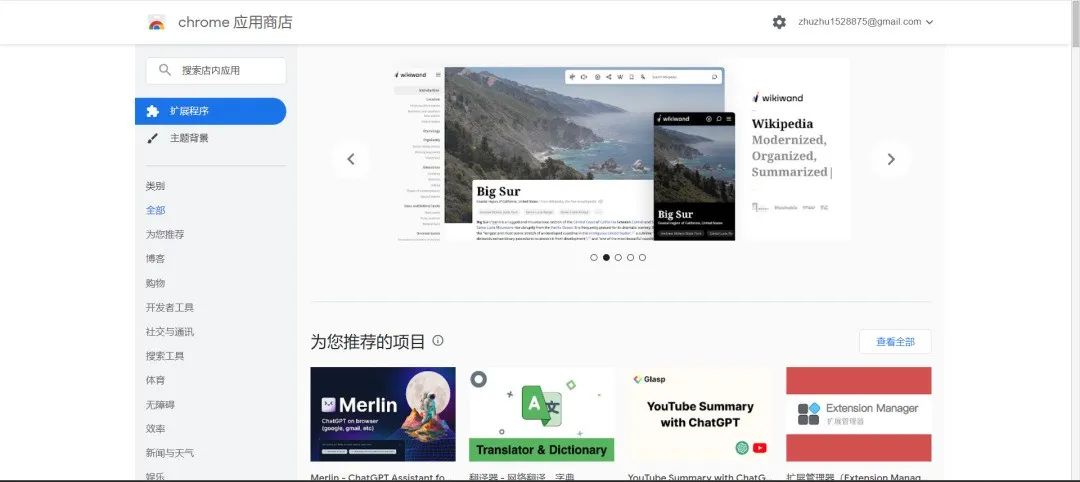 chrome 应用商店
zhuzhu1528875@gmail.com
搜索店内应用
扩展程序
主题背景
类别
全部
为您推荐
博客
购物
开发者工具
社交与通讯
搜索工具
体育
无障碍
效率
新闻与天气
娱乐
wikiwand
Big Sur
Big Sur
wikiwand
Wikipedia
Modernized,
Organized,
Summarized|
为您推荐的项目
查看全部
Merlin
ChatGPT on browser
(google, gmail, etc)
A 文
Translator & Dictionary
Glasp
YouTube Summary
with ChatGPT
Extension Manager
扩展管理器
Merlin - ChatGPT Assistant fo...
翻译器 - 网络翻译，字典
YouTube Summary with ChatG...
扩展管理器（Extension Manag...